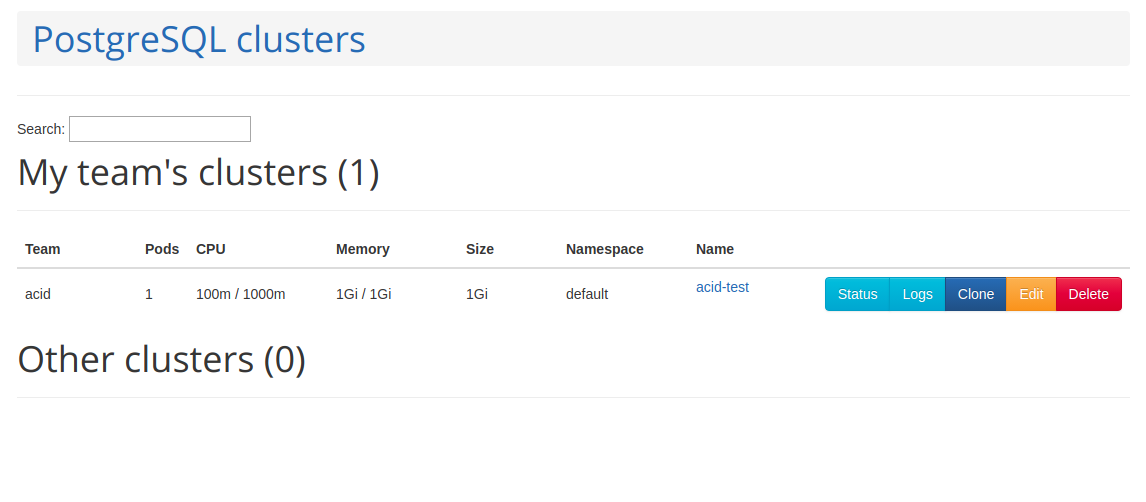 PostgreSQL clusters
Search:
My team's clusters (1)
Team Pods CPU Memory Size Namespace Name
acid 1 100m / 1000m 1Gi / 1Gi 1Gi default acid-test Status Logs Clone Edit Delete
Other clusters (0)